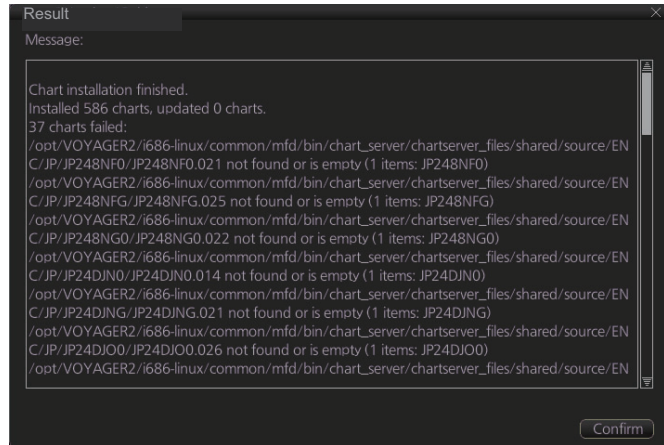 Result
Message:
Chart installation finished.
Installed 586 charts, updated 0 charts.
37 charts failed:
/opt/VOYAGER2/i686-linux/common/mfd/bin/chart_server/chartserver_files/shared/source/EN
C/JP/JP248NF0/JP248NF0.021 not found or is empty (1 items: JP248NF0)
/opt/VOYAGER2/i686-linux/common/mfd/bin/chart_server/chartserver_files/shared/source/EN
C/JP/JP248NFG/JP248NFG.025 not found or is empty (1 items: JP248NFG)
/opt/VOYAGER2/i686-linux/common/mfd/bin/chart_server/chartserver_files/shared/source/EN
C/JP/JP248NG0/JP248NG0.022 not found or is empty (1 items: JP248NG0)
/opt/VOYAGER2/i686-linux/common/mfd/bin/chart_server/chartserver_files/shared/source/EN
C/JP/JP24DJN0/JP24DJN0.014 not found or is empty (1 items: JP24DJN0)
/opt/VOYAGER2/i686-linux/common/mfd/bin/chart_server/chartserver_files/shared/source/EN
C/JP/JP24DJNG/JP24DJNG.021 not found or is empty (1 items: JP24DJNG)
/opt/VOYAGER2/i686-linux/common/mfd/bin/chart_server/chartserver_files/shared/source/EN
C/JP/JP24DJO0/JP24DJO0.026 not found or is empty (1 items: JP24DJO0)
/opt/VOYAGER2/i686-linux/common/mfd/bin/chart_server/chartserver_files/shared/source/EN
Confirm